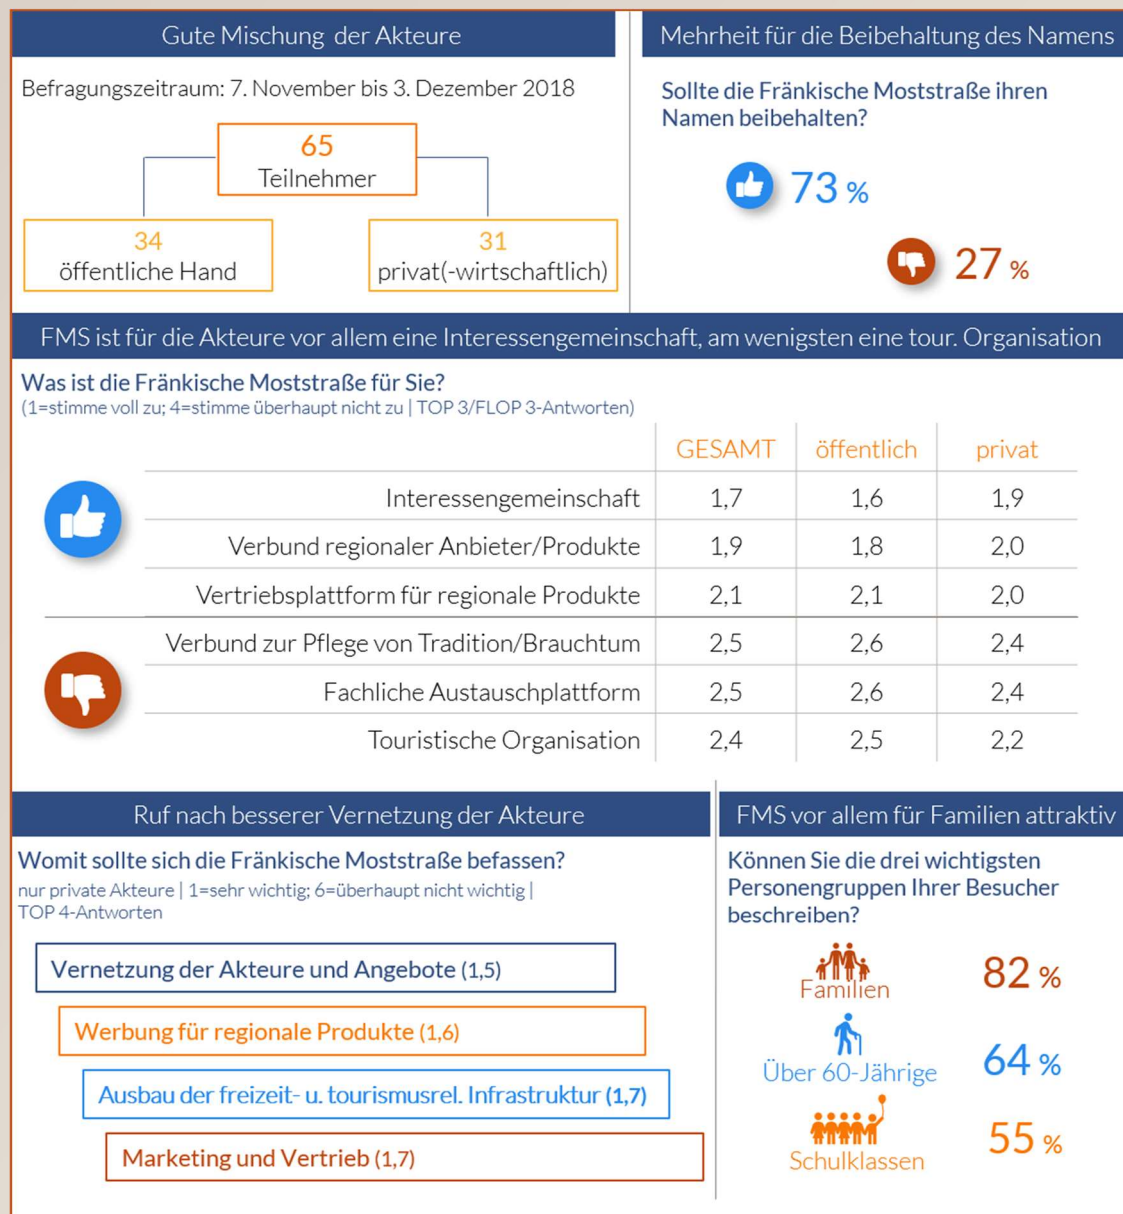 Gute Mischung der Akteure
Befragungszeitraum: 7. November bis 3. Dezember 2018
65
Teilnehmer
34
öffentliche Hand
31
privat(-wirtschaftlich)
Mehrheit für die Beibehaltung des Namens
Sollte die Fränkische Moststraße ihren
Namen beibehalten?
73 %
27 %
FMS ist für die Akteure vor allem eine Interessengemeinschaft, am wenigsten eine tour. Organisation
Was ist die Fränkische Moststraße für Sie?
(1=stimme voll zu; 4=stimme überhaupt nicht zu | TOP 3/FLOP 3-Antworten)
GESAMT öffentlich privat
Interessengemeinschaft 1,7 1,6 1,9
Verbund regionaler Anbieter/Produkte 1,9 1,8 2,0
Vertriebsplattform für regionale Produkte 2,1 2,1 2,0
Verbund zur Pflege von Tradition/Brauchtum 2,5 2,6 2,4
Fachliche Austauschplattform 2,5 2,6 2,4
Touristische Organisation 2,4 2,5 2,2
Ruf nach besserer Vernetzung der Akteure
Womit sollte sich die Fränkische Moststraße befassen?
nur private Akteure | 1=sehr wichtig; 6=überhaupt nicht wichtig |
TOP 4-Antworten
Vernetzung der Akteure und Angebote (1,5)
Werbung für regionale Produkte (1,6)
Ausbau der freizeit- u. tourismusrel. Infrastruktur (1,7)
Marketing und Vertrieb (1,7)
FMS vor allem für Familien attraktiv
Können Sie die drei wichtigsten
Personengruppen Ihrer Besucher
beschreiben?
Familien 82 %
Über 60-Jährige 64 %
Schulklassen 55 %